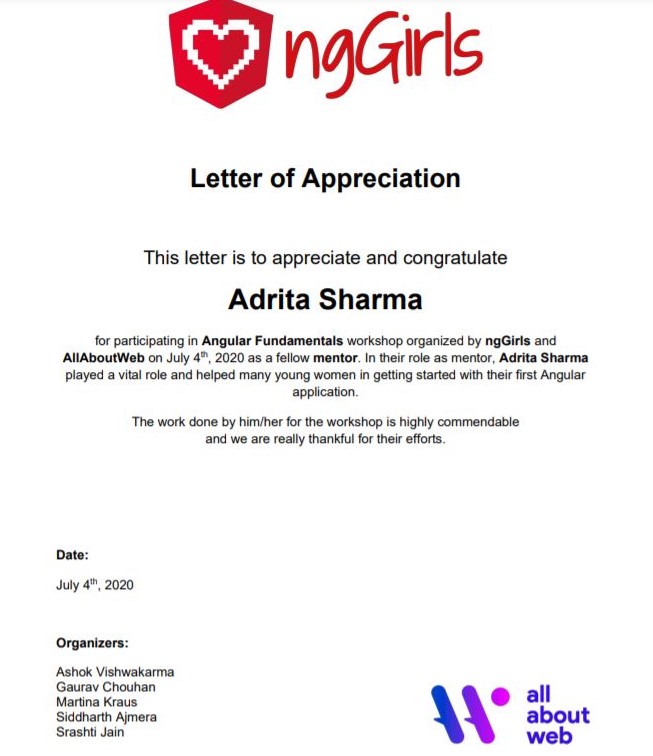 ngGirls
Letter of Appreciation
This letter is to appreciate and congratulate
Adrita Sharma
for participating in Angular Fundamentals workshop organized by ngGirls and
AllAboutWeb on July 4th, 2020 as a fellow mentor. In their role as mentor, Adrita Sharma
played a vital role and helped many young women in getting started with their first Angular
application.
The work done by him/her for the workshop is highly commendable
and we are really thankful for their efforts.
Date:
July 4th, 2020
Organizers:
Ashok Vishwakarma
Gaurav Chouhan
Martina Kraus
Siddharth Ajmera
Srashti Jain
all
about
web